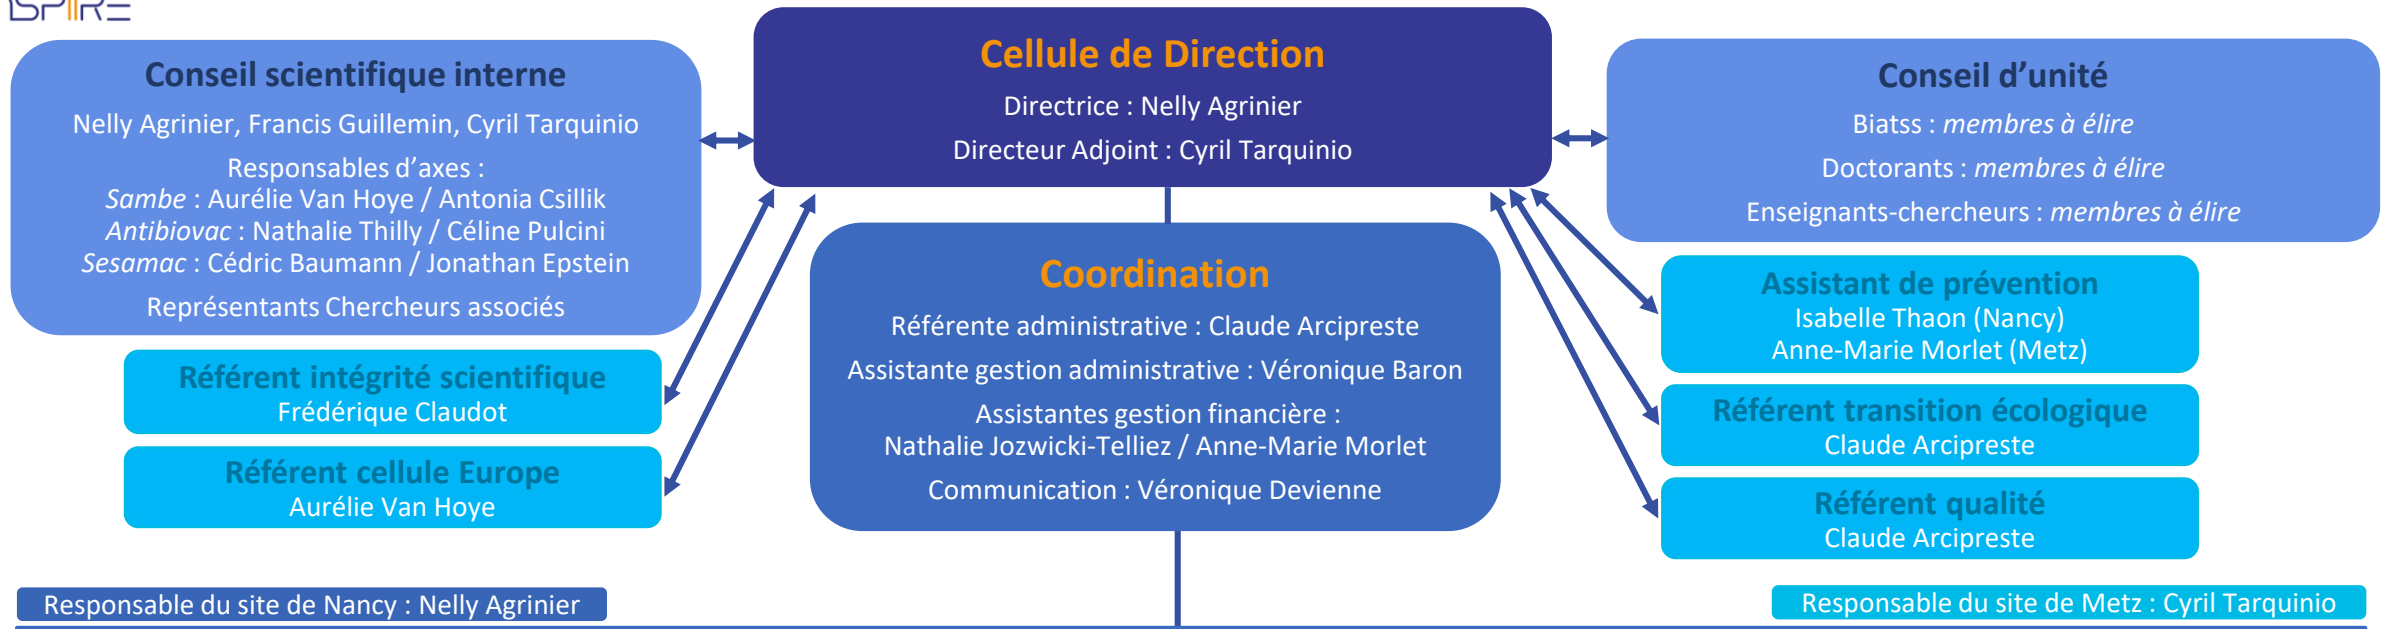 Conseil scientifique interne
Nelly Agrinier, Francis Guillemin, Cyril Tarquinio
Responsables d’axes :
Sambe : Aurélie Van Hoye / Antonia Csillik
Antibiovac : Nathalie Thilly / Céline Pulcini
Sesamac : Cédric Baumann / Jonathan Epstein
Représentants Chercheurs associés
Cellule de Direction
Directrice : Nelly Agrinier
Directeur Adjoint : Cyril Tarquinio
Conseil d’unité
Biatss : membres à élire
Doctorants : membres à élire
Enseignants-chercheurs : membres à élire
Référent intégrité scientifique
Frédérique Claudot
Référent cellule Europe
Aurélie Van Hoye
Coordination
Référente administrative : Claude Arcipreste
Assistante gestion administrative : Véronique Baron
Assistantes gestion financière :
Nathalie Jozwicki-Telliez / Anne-Marie Morlet
Communication : Véronique Devienne
Assistant de prévention
Isabelle Thaon (Nancy)
Anne-Marie Morlet (Metz)
Référent transition écologique
Claude Arcipreste
Référent qualité
Claude Arcipreste
Responsable du site de Nancy : Nelly Agrinier
Responsable du site de Metz : Cyril Tarquinio